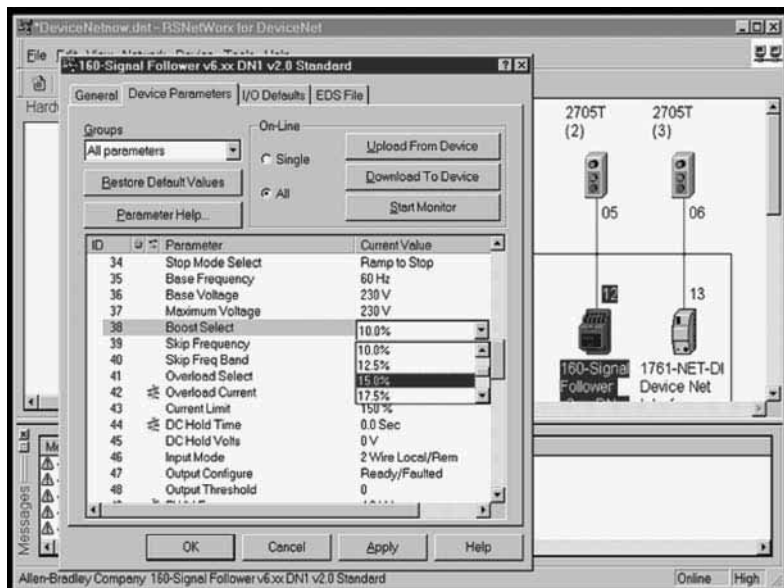 *DeviceNetnow.dnt - RSNetWorx for DeviceNet
File Edit View Network Device Tools Help
160-Signal Follower v6.xx DN1 v2.0 Standard
General Device Parameters I/O Defaults EDS File
Groups
All parameters
Restore Default Values
Parameter Help...
On-Line
Single
All
Upload From Device
Download To Device
Start Monitor
ID Parameter Current Value
34 Stop Mode Select Ramp to Stop
35 Base Frequency 60 Hz
36 Base Voltage 230 V
37 Maximum Voltage 230 V
38 Boost Select 10.0%
39 Skip Frequency
40 Skip Freq Band
41 Overload Select
42 Overload Current
10.0%
12.5%
15.0%
17.5%
43 Current Limit 150 %
44 DC Hold Time 0.0 Sec
45 DC Hold Volts 0 V
46 Input Mode 2 Wire Local/Rem
47 Output Configure Ready/Faulted
48 Output Threshold 0
OK Cancel Apply Help
Hard
2705T
(2)
2705T
(3)
05
06
12
13
160-Signal
Follower
1761-NET-DI
Device Net
Messages
Allen-Bradley Company 160-Signal Follower v6.xx DN1 v2.0 Standard
Online High